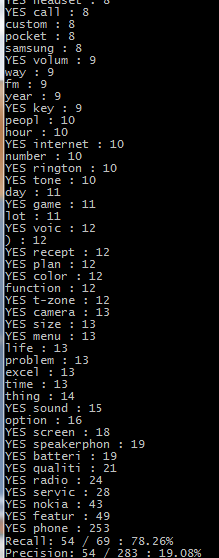 YES headset : 8
YES call : 8
custom : 8
pocket : 8
samsung : 8
YES volum : 9
way : 9
fm : 9
year : 9
YES key : 9
peopl : 10
hour : 10
YES internet : 10
number : 10
YES rington : 10
YES tone : 10
day : 11
YES game : 11
lot : 11
YES voic : 12
) : 12
YES recept : 12
YES plan : 12
YES color : 12
function : 12
YES t-zone : 12
YES camera : 13
YES size : 13
YES menu : 13
life : 13
problem : 13
excel : 13
time : 13
thing : 14
YES sound : 15
option : 16
YES screen : 18
YES speakerphon : 19
YES batteri : 19
YES qualiti : 21
YES radio : 24
YES servic : 28
YES nokia : 43
YES featur : 49
YES phone : 253
Recall: 54 / 69 : 78.26%
Precision: 54 / 283 : 19.08%